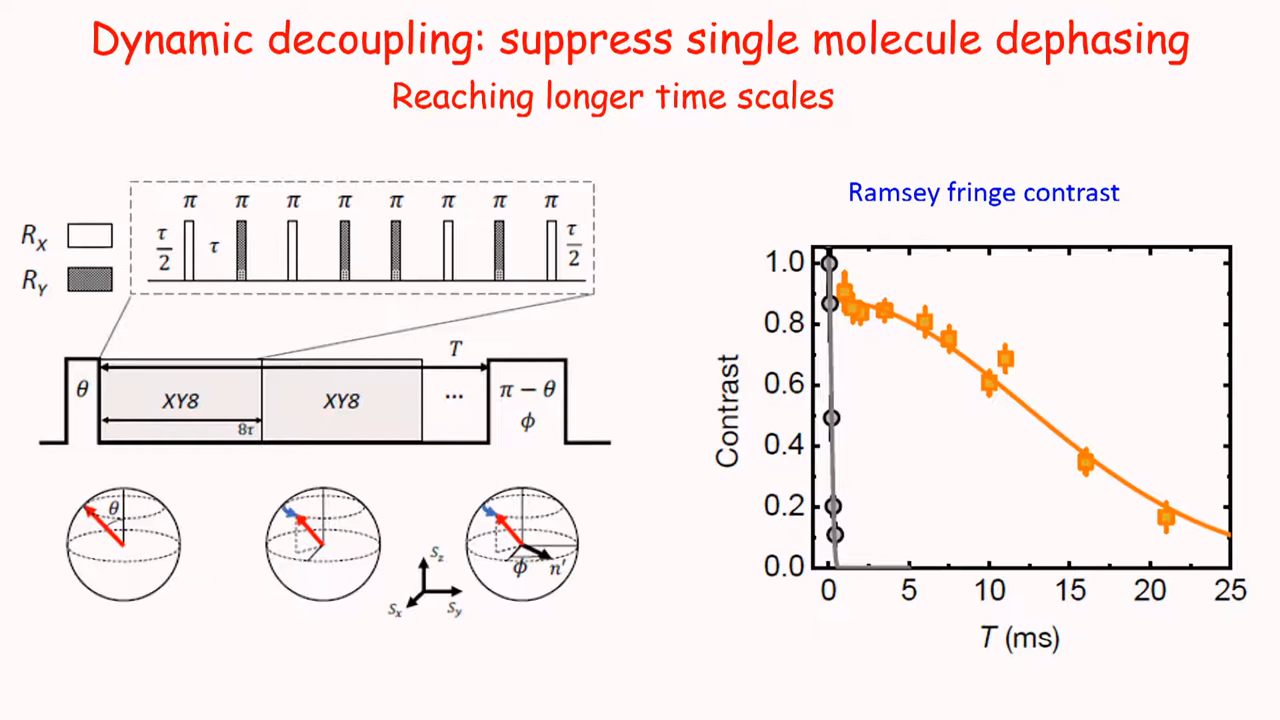 Dynamic decoupling: suppress single molecule dephasing
Reaching longer time scales
π π π π π π π π
R_X
τ/2 τ τ/2
R_Y
T
θ XY8 XY8 ... π − θ
8τ ϕ
θ
ϕ n'
S_z
S_x S_y
Ramsey fringe contrast
Contrast
1.0
0.8
0.6
0.4
0.2
0.0
0 5 10 15 20 25
T (ms)